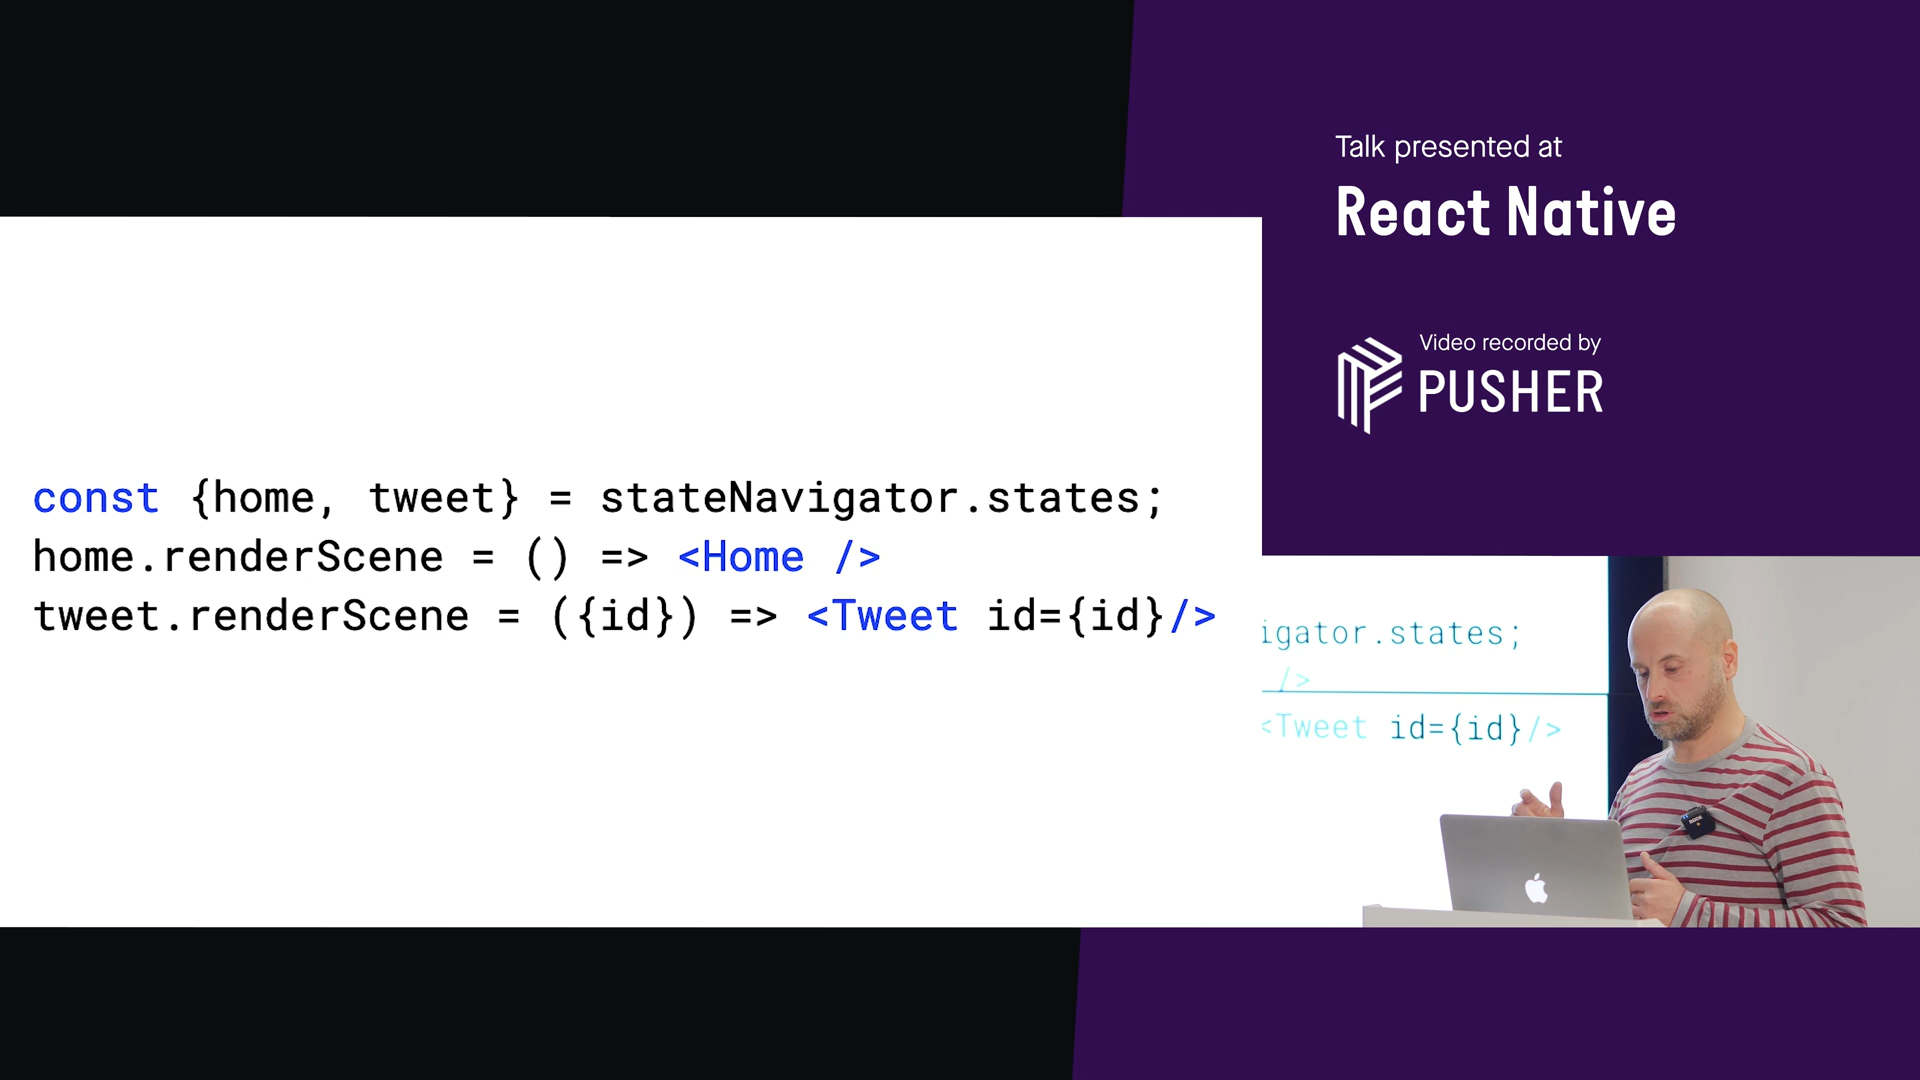 Talk presented at
React Native
Video recorded by
PUSHER
const {home, tweet} = stateNavigator.states;
home.renderScene = () => <Home />
tweet.renderScene = ({id}) => <Tweet id={id}/>
igator.states;
/>
<Tweet id={id}/>
RODE